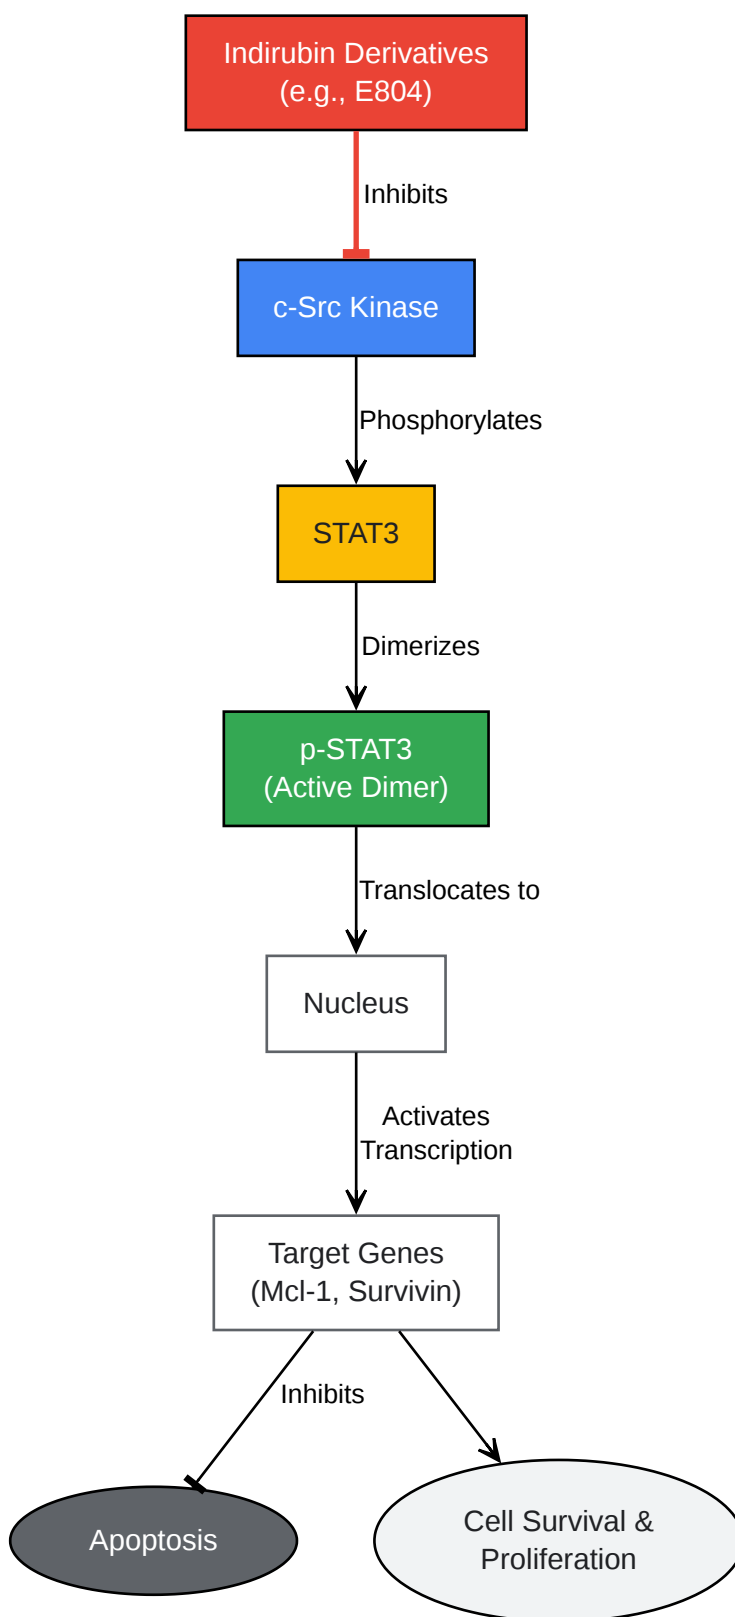 Indirubin Derivatives
(e.g., E804)
Inhibits
c-Src Kinase
Phosphorylates
STAT3
Dimerizes
p-STAT3
(Active Dimer)
Translocates to
Nucleus
Activates
Transcription
Target Genes
(Mcl-1, Survivin)
Inhibits
Apoptosis
Cell Survival &
Proliferation